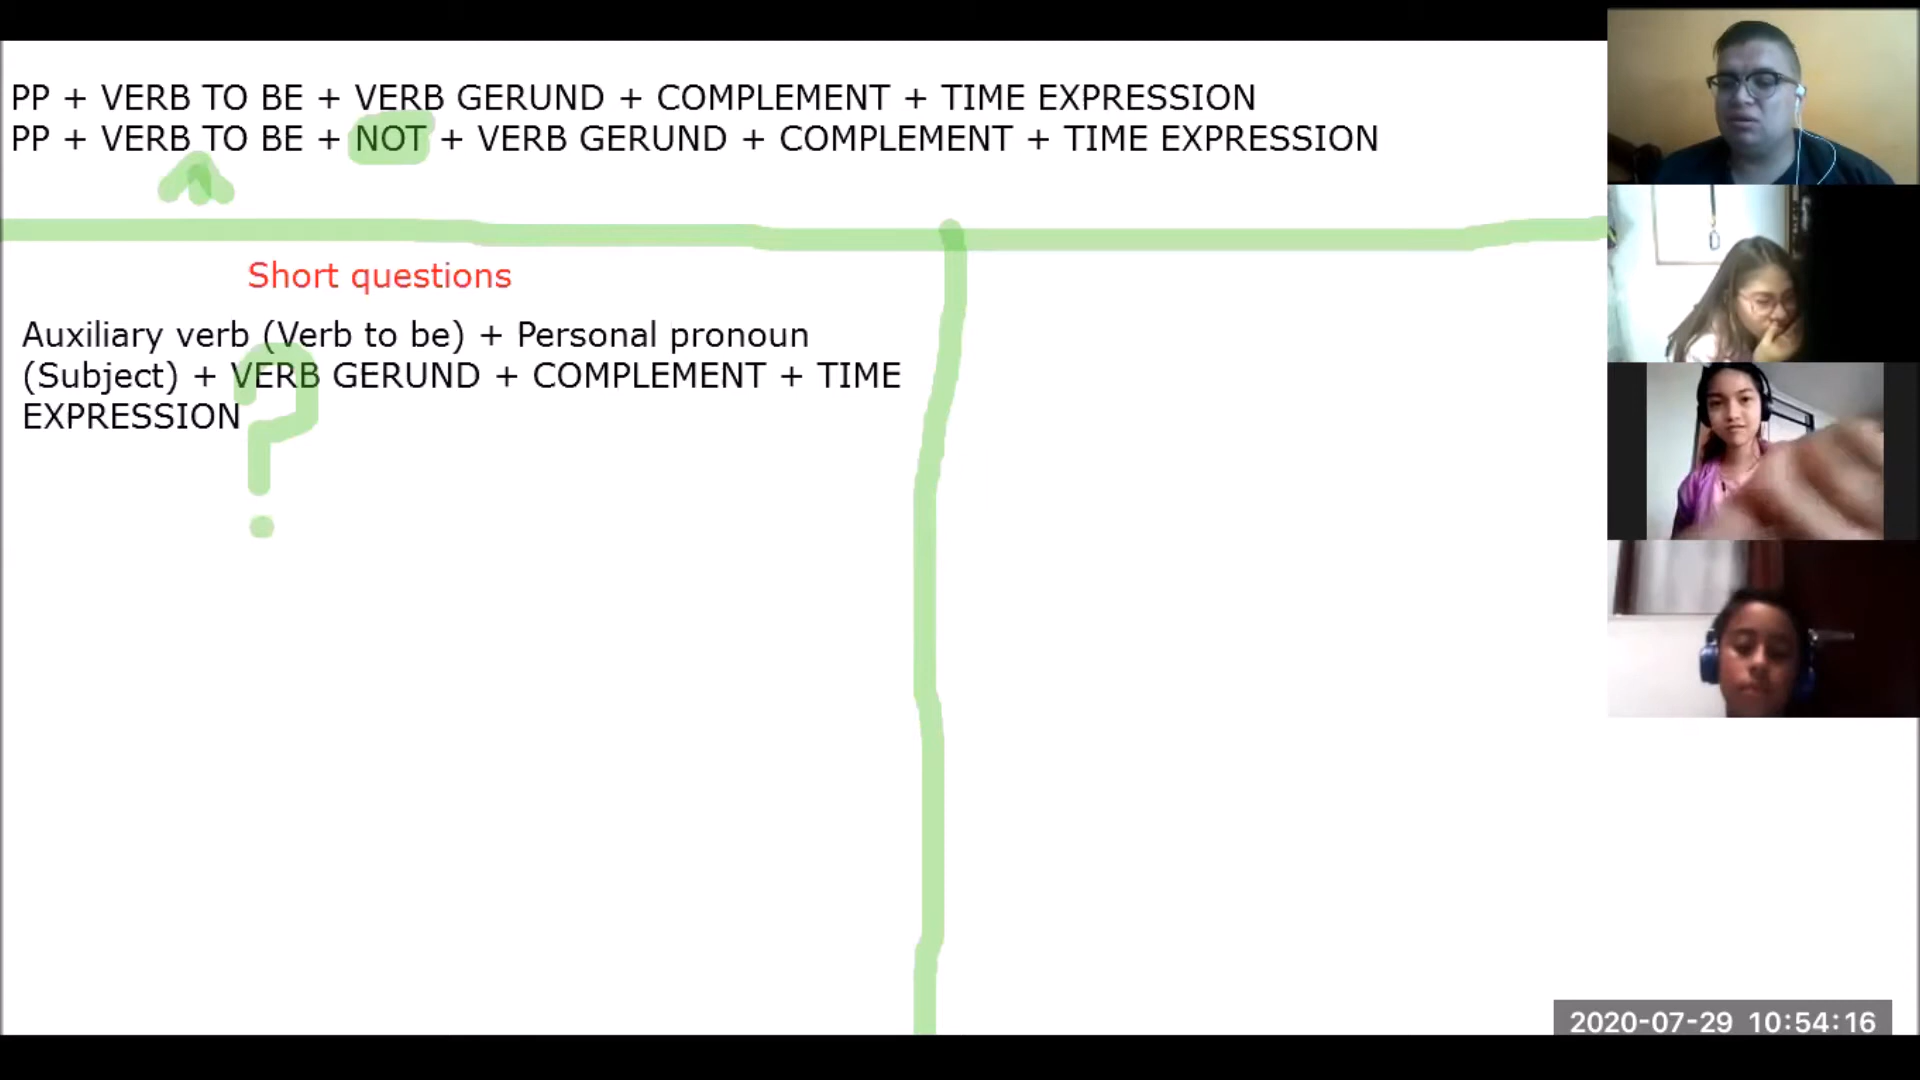 PP + VERB TO BE + VERB GERUND + COMPLEMENT + TIME EXPRESSION
PP + VERB TO BE + NOT + VERB GERUND + COMPLEMENT + TIME EXPRESSION
Short questions
Auxiliary verb (Verb to be) + Personal pronoun
(Subject) + VERB GERUND + COMPLEMENT + TIME
EXPRESSION
?
2020-07-29 10:54:16